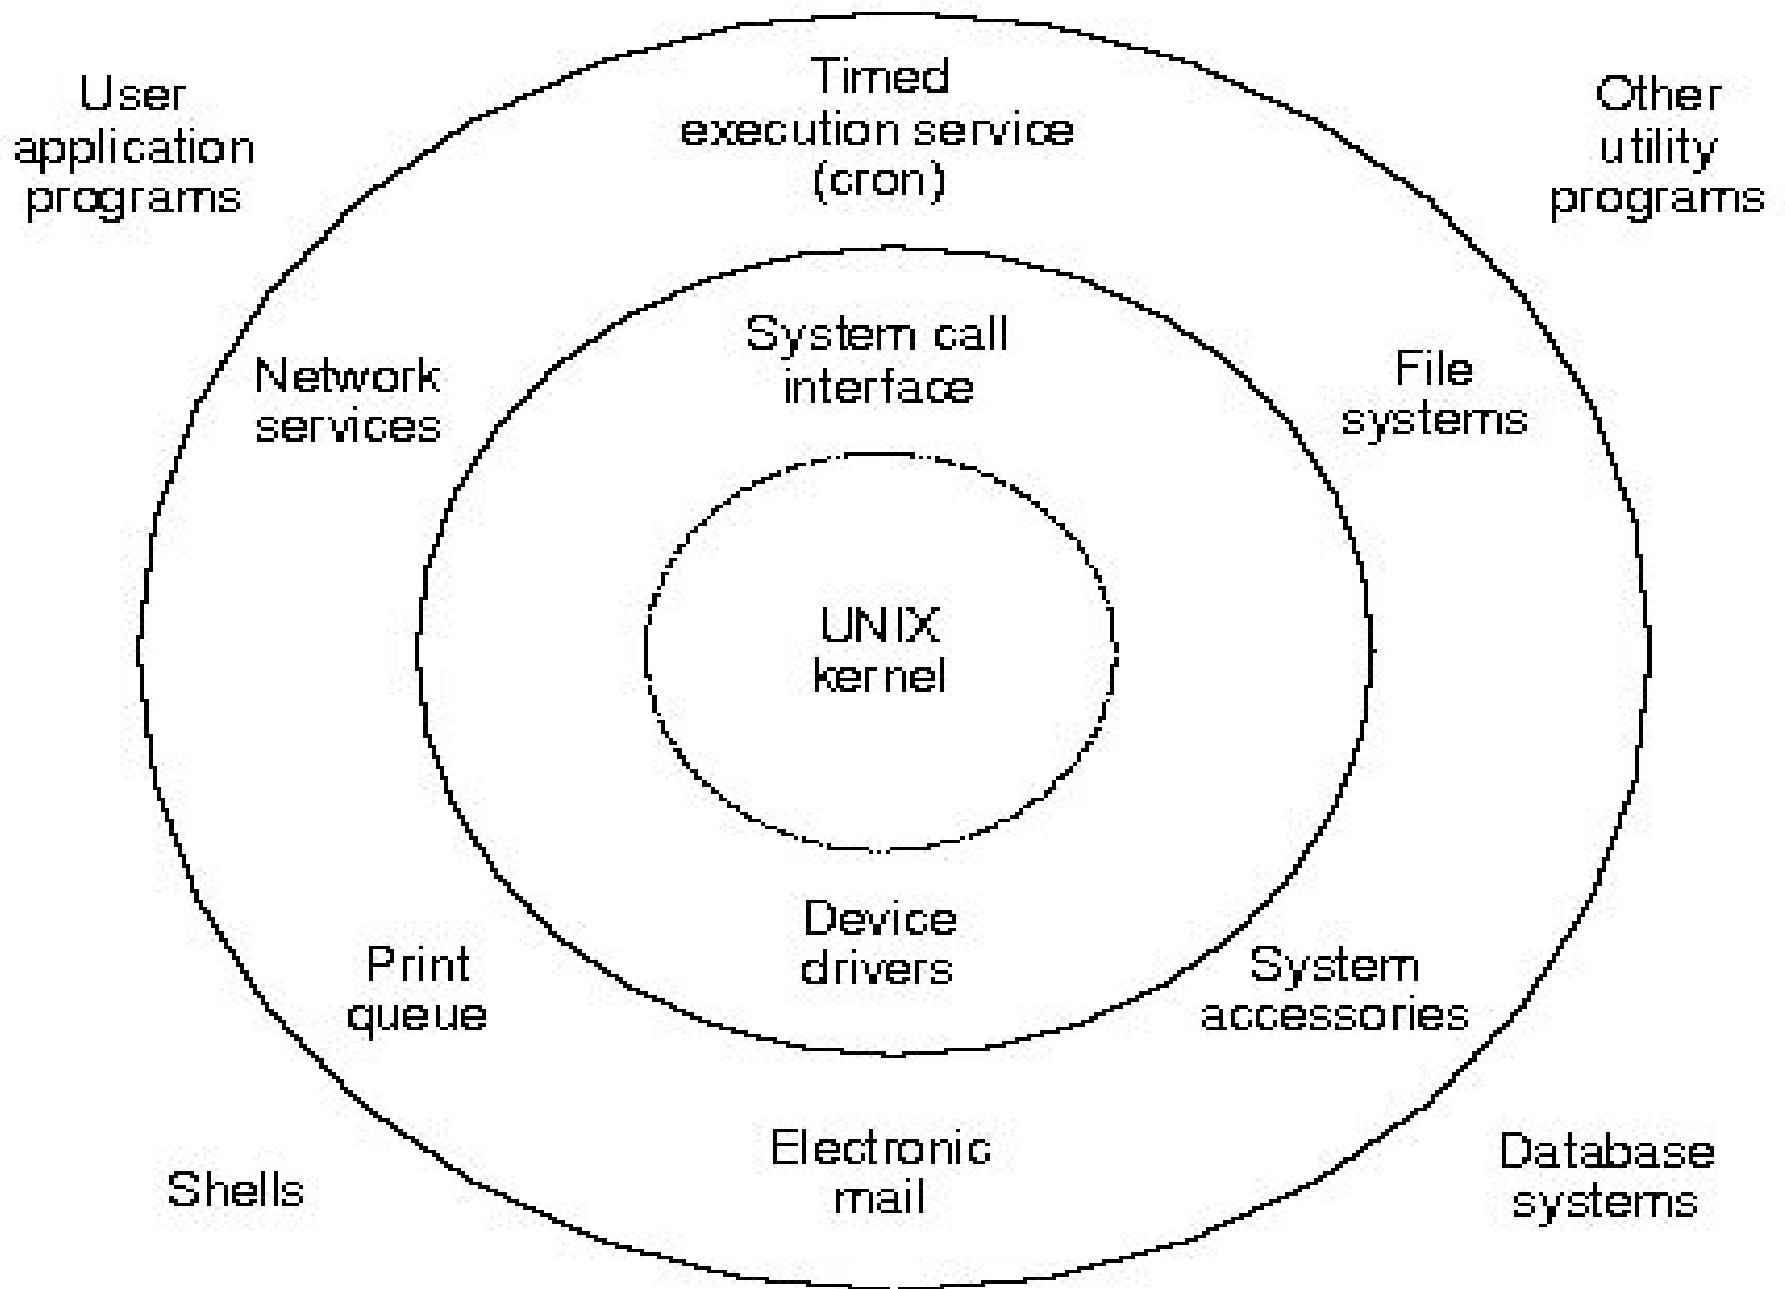 User
application
programs
Timed
execution service
(cron)
Other
utility
programs
Network
services
System call
interface
File
systems
UNIX
kernel
Print
queue
Device
drivers
System
accessories
Shells
Electronic
mail
Database
systems